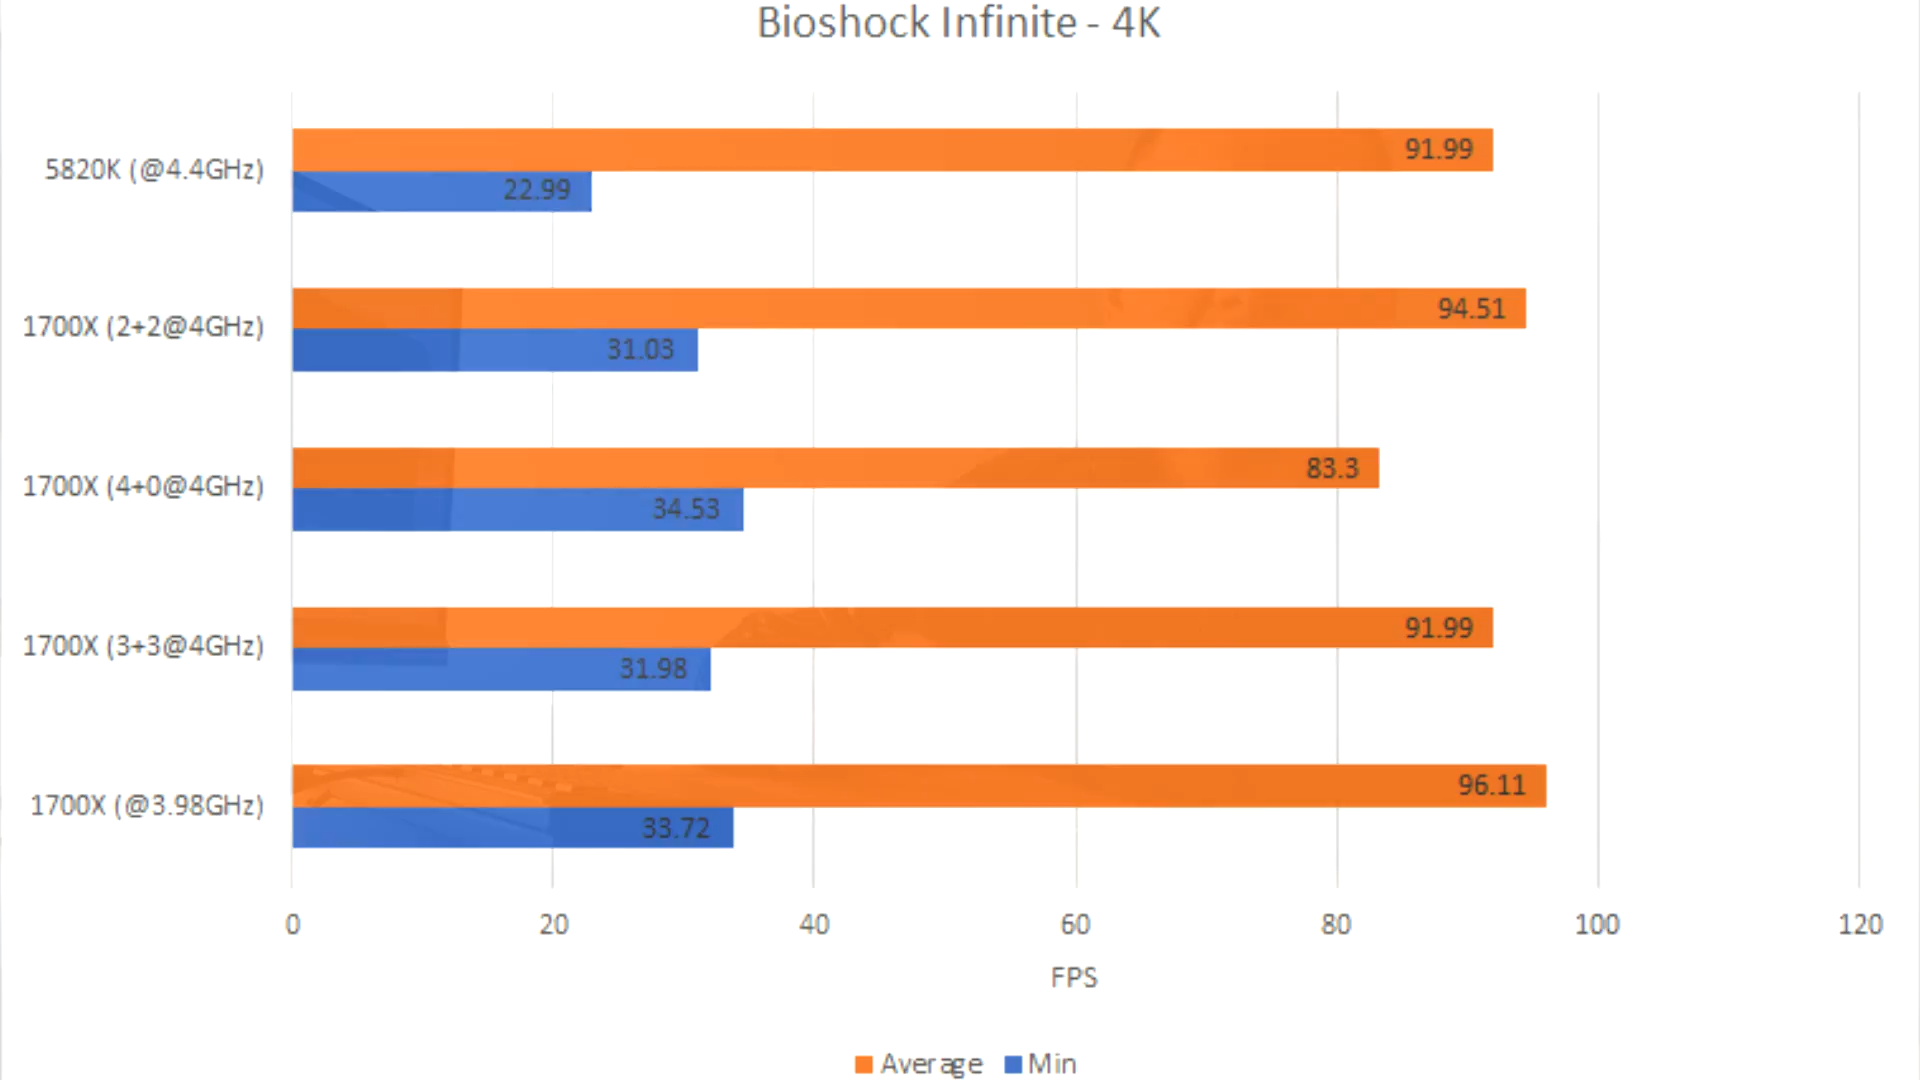 Bioshock Infinite - 4K
5820K (@4.4GHz)
91.99
22.99
1700X (2+2@4GHz)
94.51
31.03
1700X (4+0@4GHz)
83.3
34.53
1700X (3+3@4GHz)
91.99
31.98
1700X (@3.98GHz)
96.11
33.72
0 20 40 60 80 100 120
FPS
Average Min